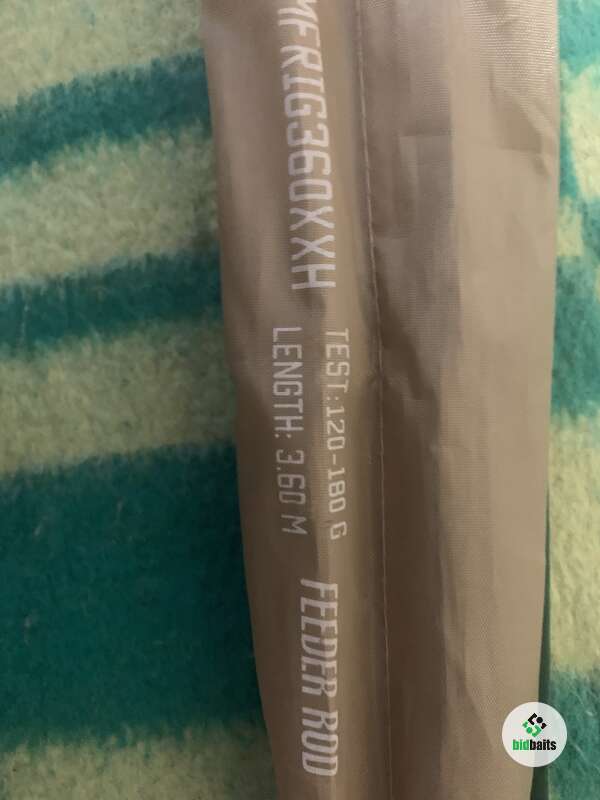 MFRIG360XXH
TEST:120-180 G
LENGTH: 3.60 M
FEEDER ROD
bidbaits